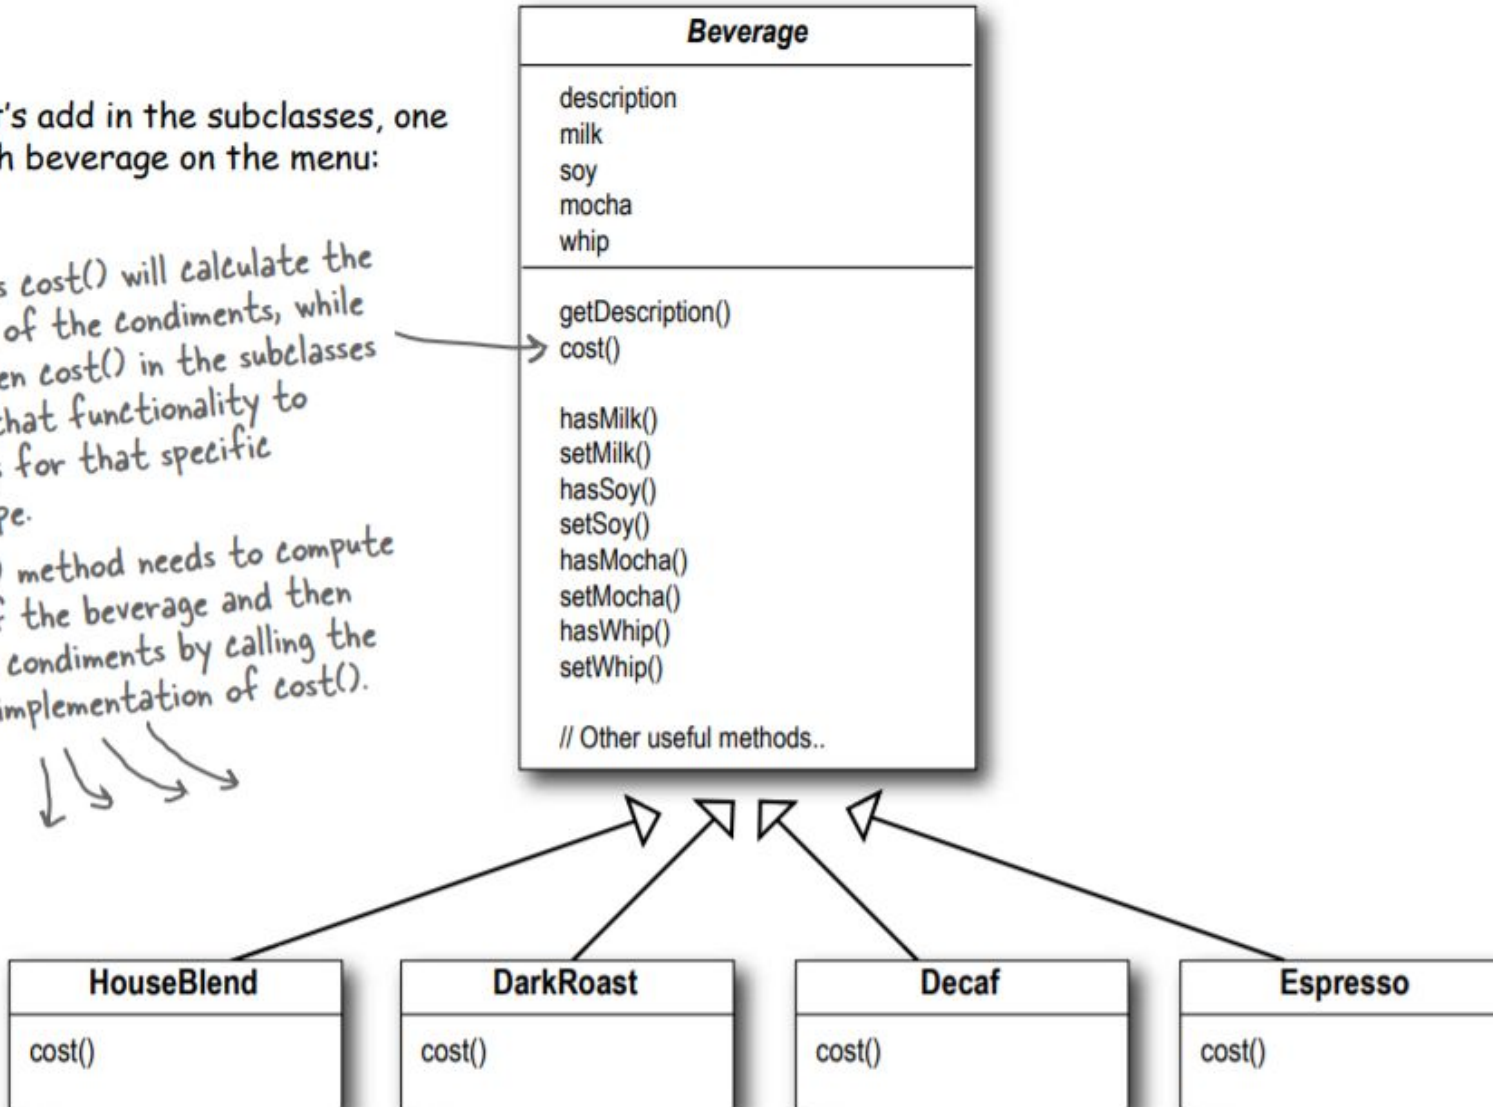 Beverage
description
milk
soy
mocha
whip
getDescription()
cost()
hasMilk()
setMilk()
hasSoy()
setSoy()
hasMocha()
setMocha()
hasWhip()
setWhip()
// Other useful methods..
's add in the subclasses, one
beverage on the menu:
cost() will calculate the
of the condiments, while
cost() in the subclasses
that functionality to
for that specific
method needs to compute
the beverage and then
condiments by calling the
implementation of cost().
HouseBlend
cost()
DarkRoast
cost()
Decaf
cost()
Espresso
cost()